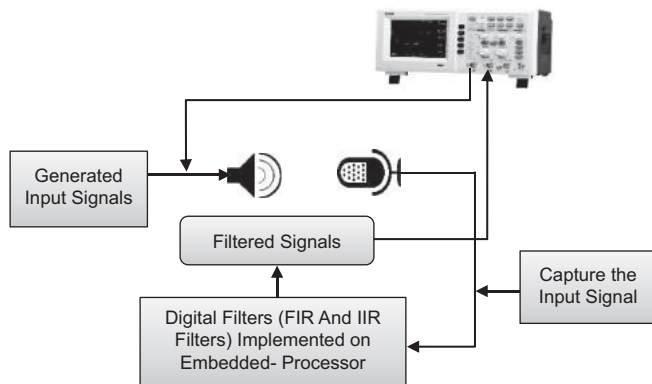 Generated
Input Signals
Filtered Signals
Capture the
Input Signal
Digital Filters (FIR And IIR
Filters) Implemented on
Embedded- Processor